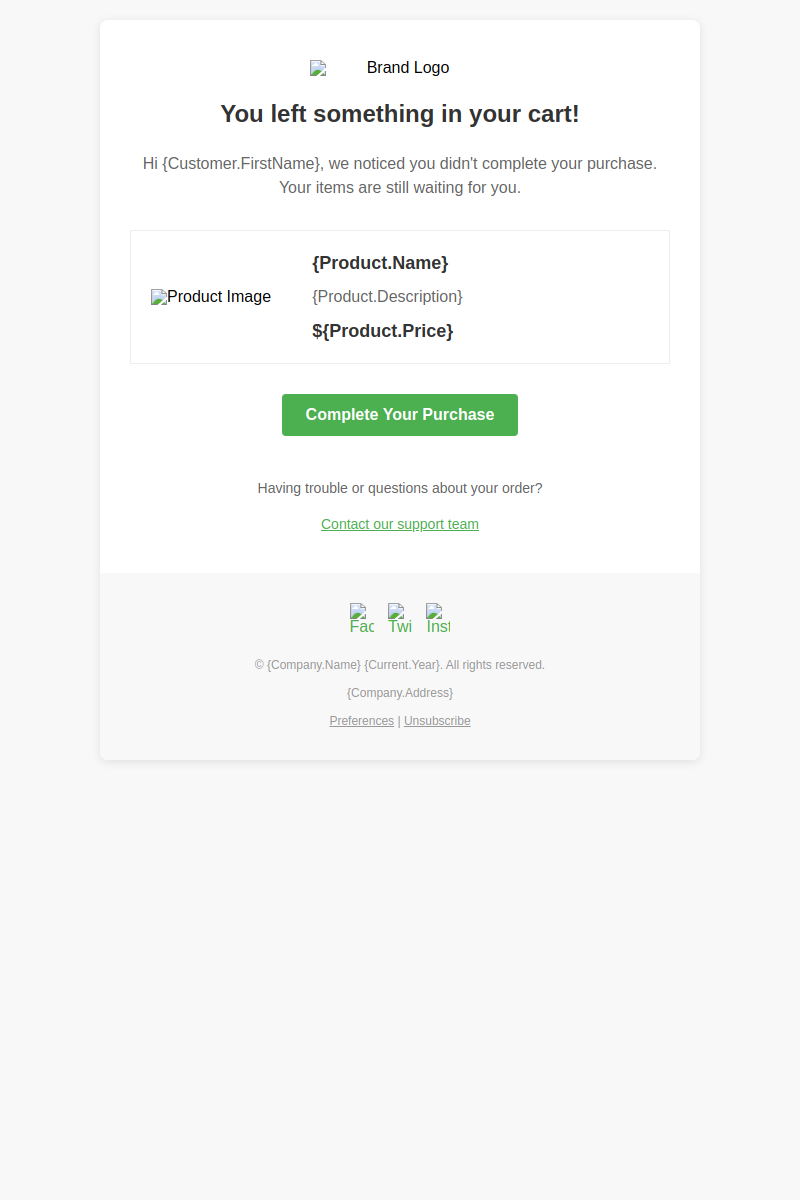 Brand Logo
You left something in your cart!
Hi {Customer.FirstName}, we noticed you didn't complete your purchase.
Your items are still waiting for you.
{Product.Name}
Product Image
{Product.Description}
${Product.Price}
Complete Your Purchase
Having trouble or questions about your order?
Contact our support team
Fac Twi Inst
© {Company.Name} {Current.Year}. All rights reserved.
{Company.Address}
Preferences | Unsubscribe